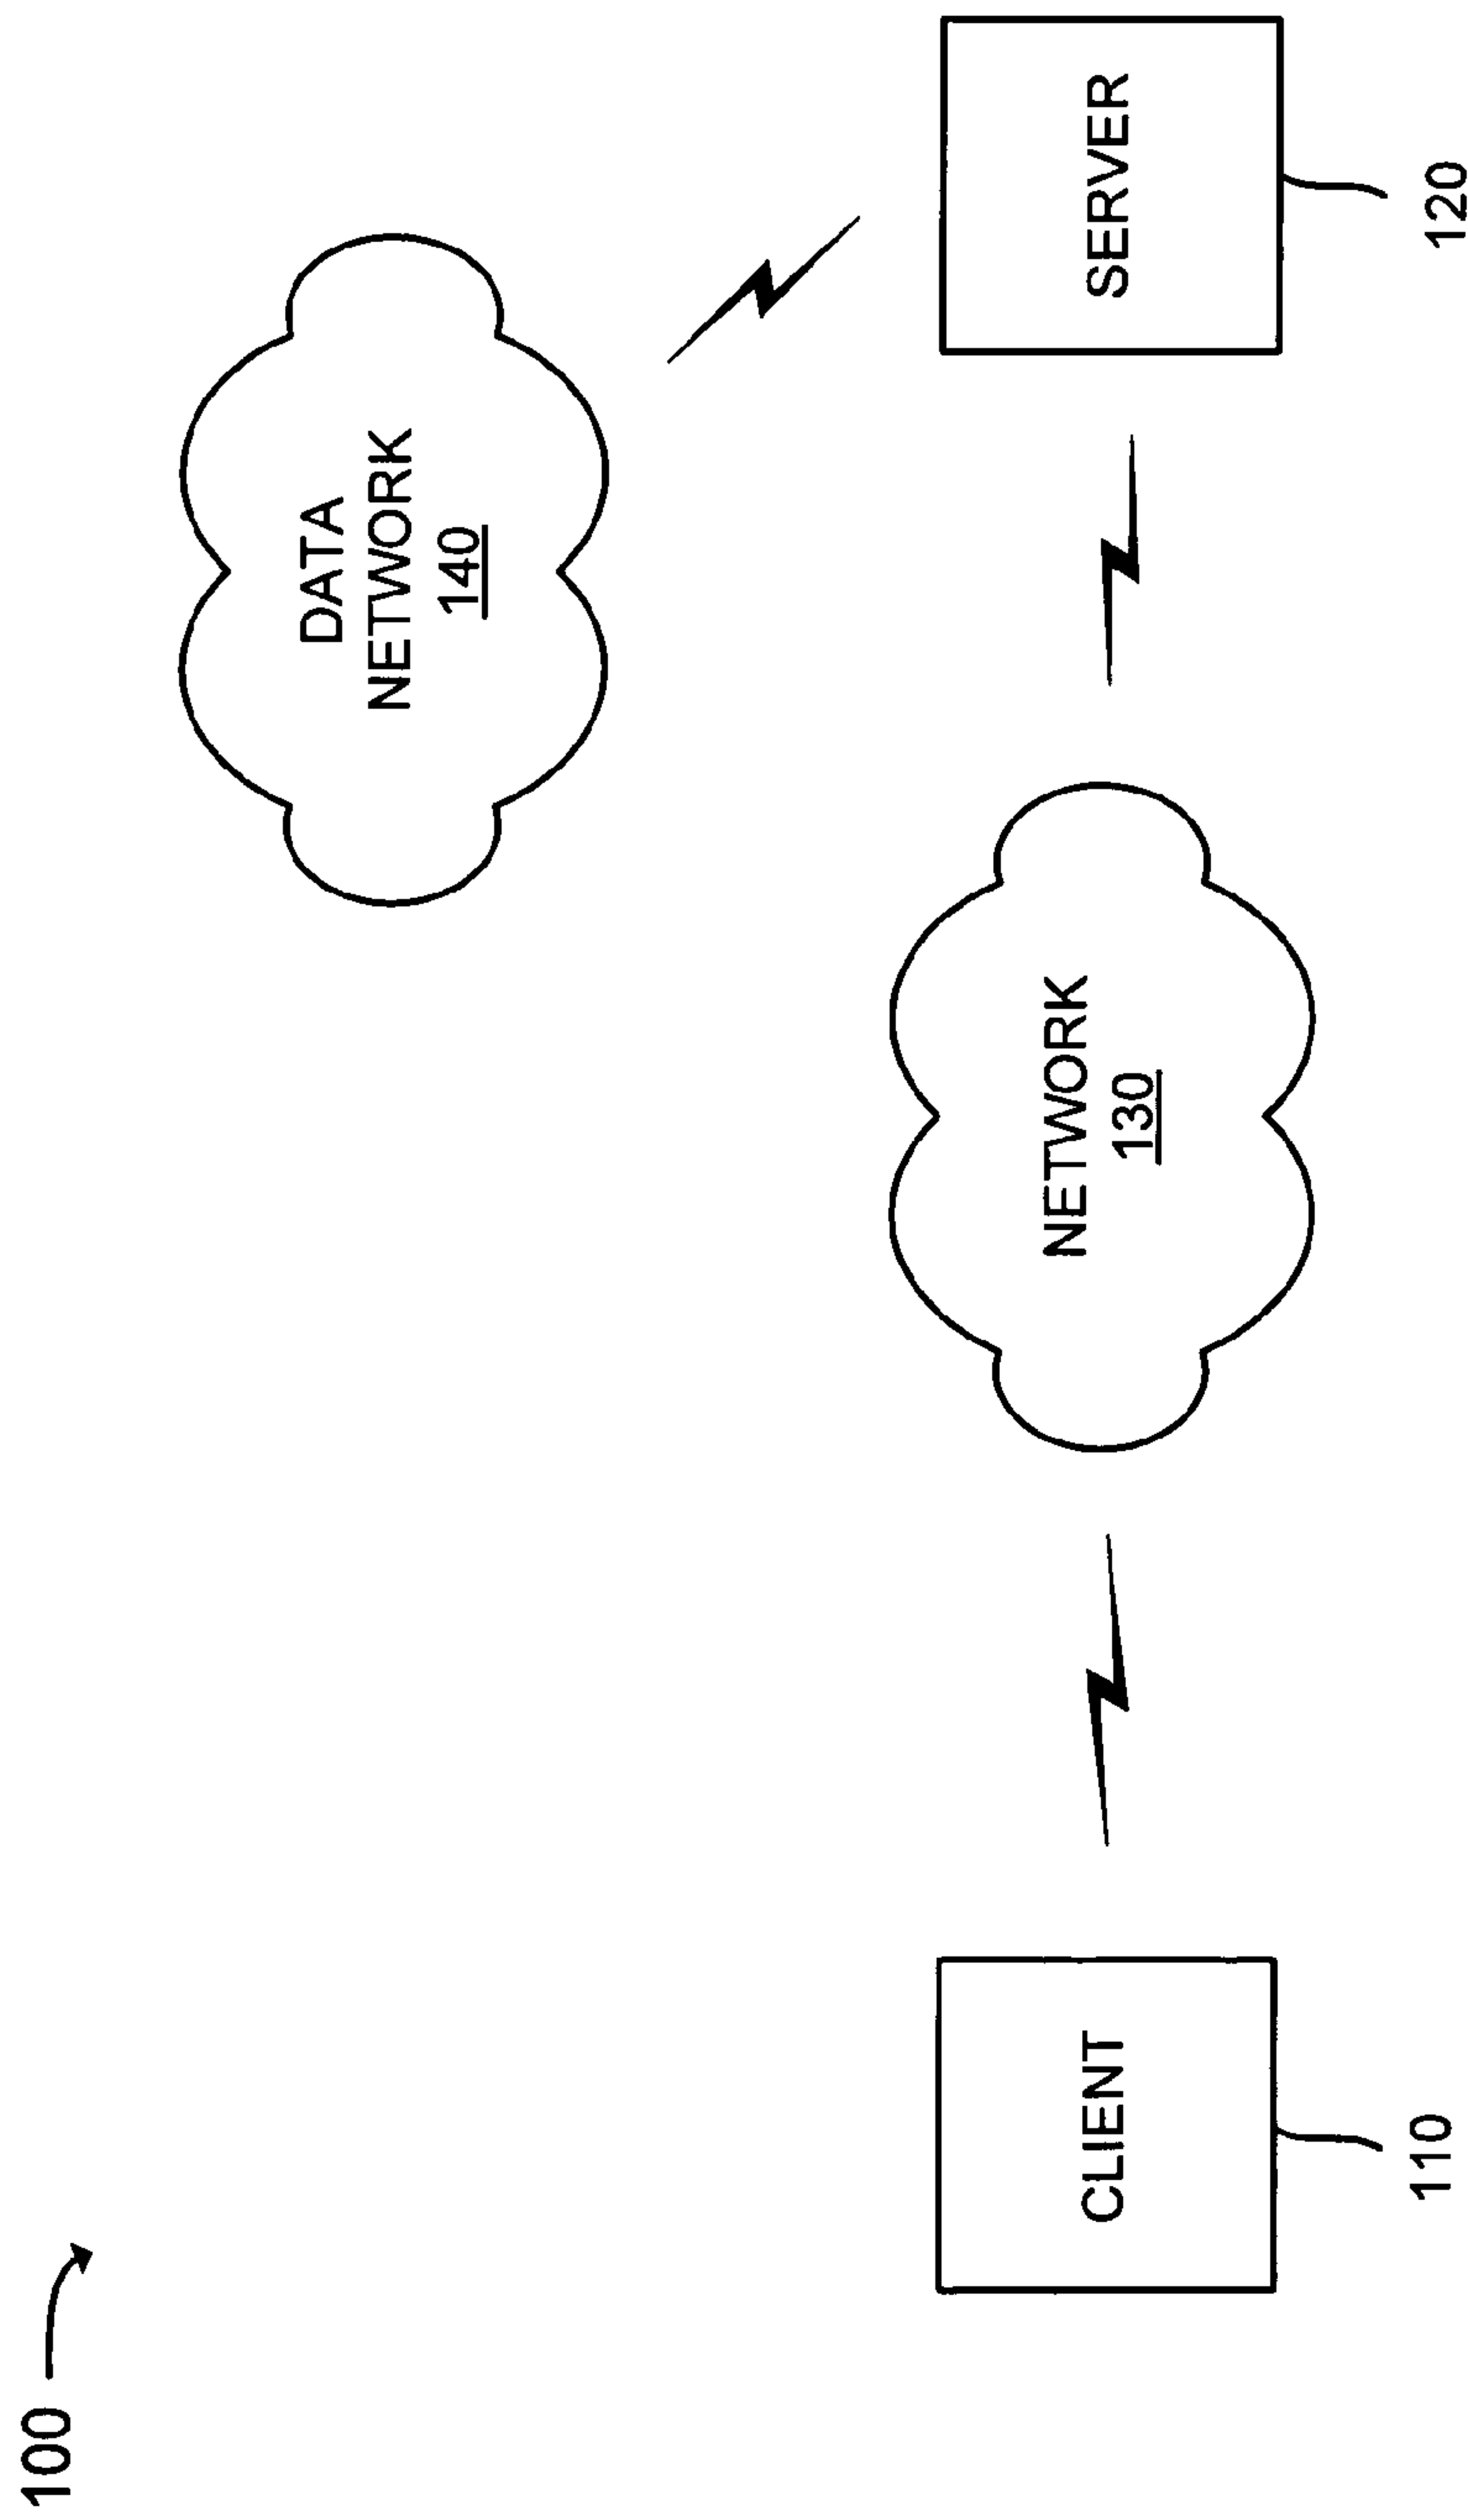 100
DATA
NETWORK
140
CLIENT
NETWORK
130
SERVER
110
120